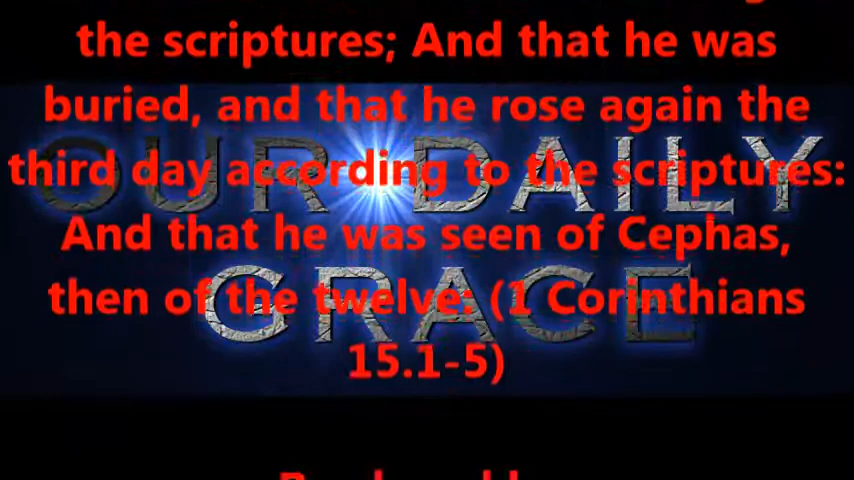 the scriptures; And that he was
buried, and that he rose again the
third day according to the scriptures:
And that he was seen of Cephas,
then of the twelve: (1 Corinthians
15.1-5)
OUR DAILY
GRACE